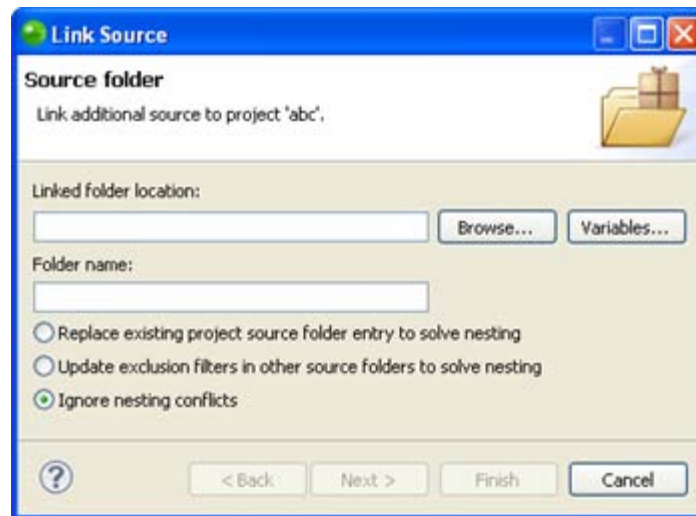 Link Source
Source folder
Link additional source to project 'abc'.
Linked folder location:
Browse... Variables...
Folder name:
Replace existing project source folder entry to solve nesting
Update exclusion filters in other source folders to solve nesting
Ignore nesting conflicts
? < Back Next > Finish Cancel